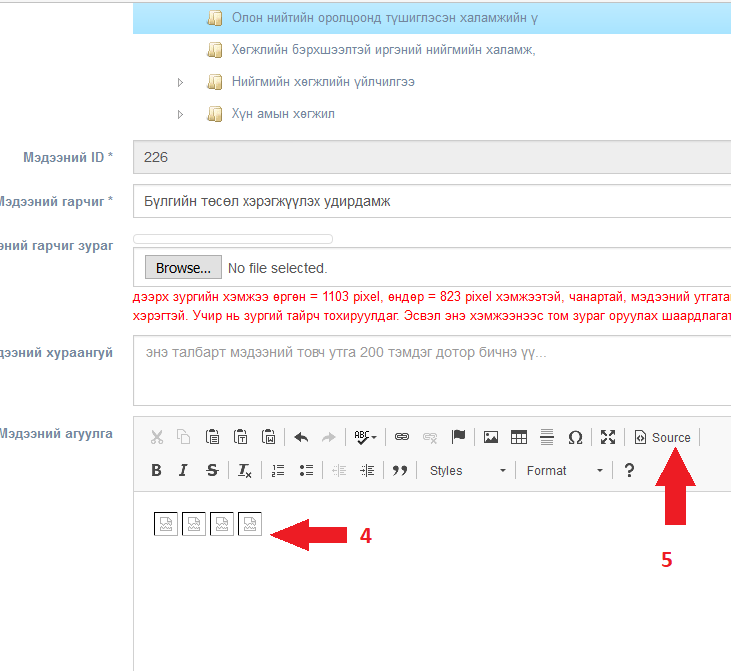 Олон нийтийн оролцоонд түшиглэсэн халамжийн ү
Хөгжлийн бэрхшээлтэй иргэний нийгмийн халамж,
Нийгмийн хөгжлийн үйлчилгээ
Хүн амын хөгжил
Мэдээний ID * 226
Мэдээний гарчиг * Бүлгийн төсөл хэрэгжүүлэх удирдамж
ний гарчиг зураг
Browse... No file selected.
дээрх зургийн хэмжээ өргөн = 1103 pixel, өндөр = 823 pixel хэмжээтэй, чанартай, мэдээний утгата
хэрэгтэй. Учир нь зургий тайрч тохируулдаг. Эсвэл энэ хэмжээнээс том зураг оруулах шаардлагат
дээний хураангуй энэ талбарт мэдээний товч утга 200 тэмдэг дотор бичнэ үү...
Мэдээний агуулга
ABC Ω Source
B I S Tx Styles Format ?
4
5